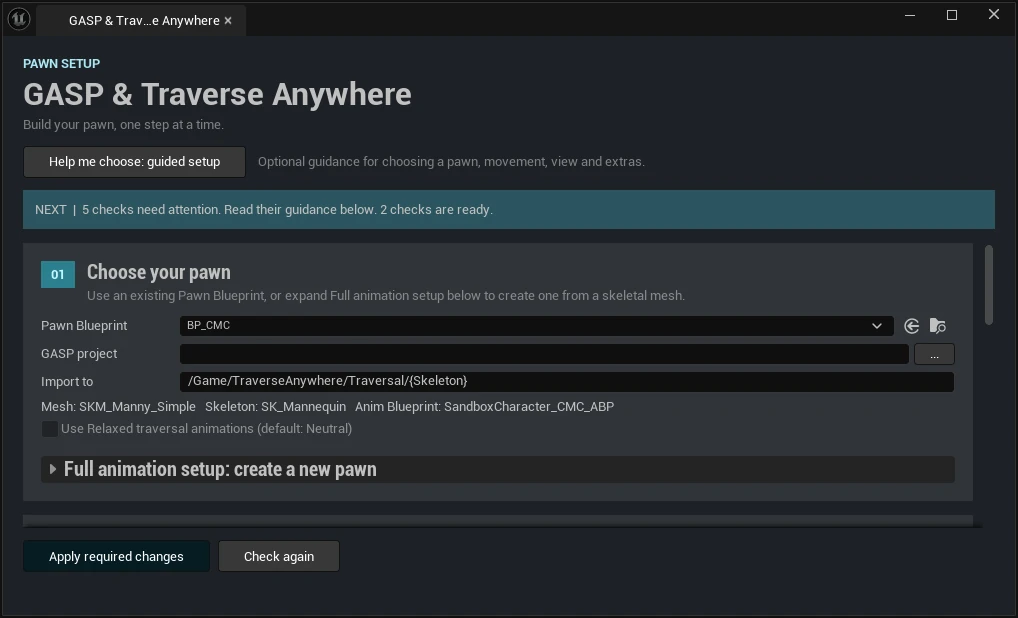 GASP & Trav...e Anywhere
PAWN SETUP
GASP & Traverse Anywhere
Build your pawn, one step at a time.
Help me choose: guided setup
Optional guidance for choosing a pawn, movement, view and extras.
NEXT | 5 checks need attention. Read their guidance below. 2 checks are ready.
01
Choose your pawn
Use an existing Pawn Blueprint, or expand Full animation setup below to create one from a skeletal mesh.
Pawn Blueprint
BP_CMC
GASP project
...
Import to
/Game/TraverseAnywhere/Traversal/{Skeleton}
Mesh: SKM_Manny_Simple Skeleton: SK_Mannequin Anim Blueprint: SandboxCharacter_CMC_ABP
Use Relaxed traversal animations (default: Neutral)
Full animation setup: create a new pawn
Apply required changes
Check again